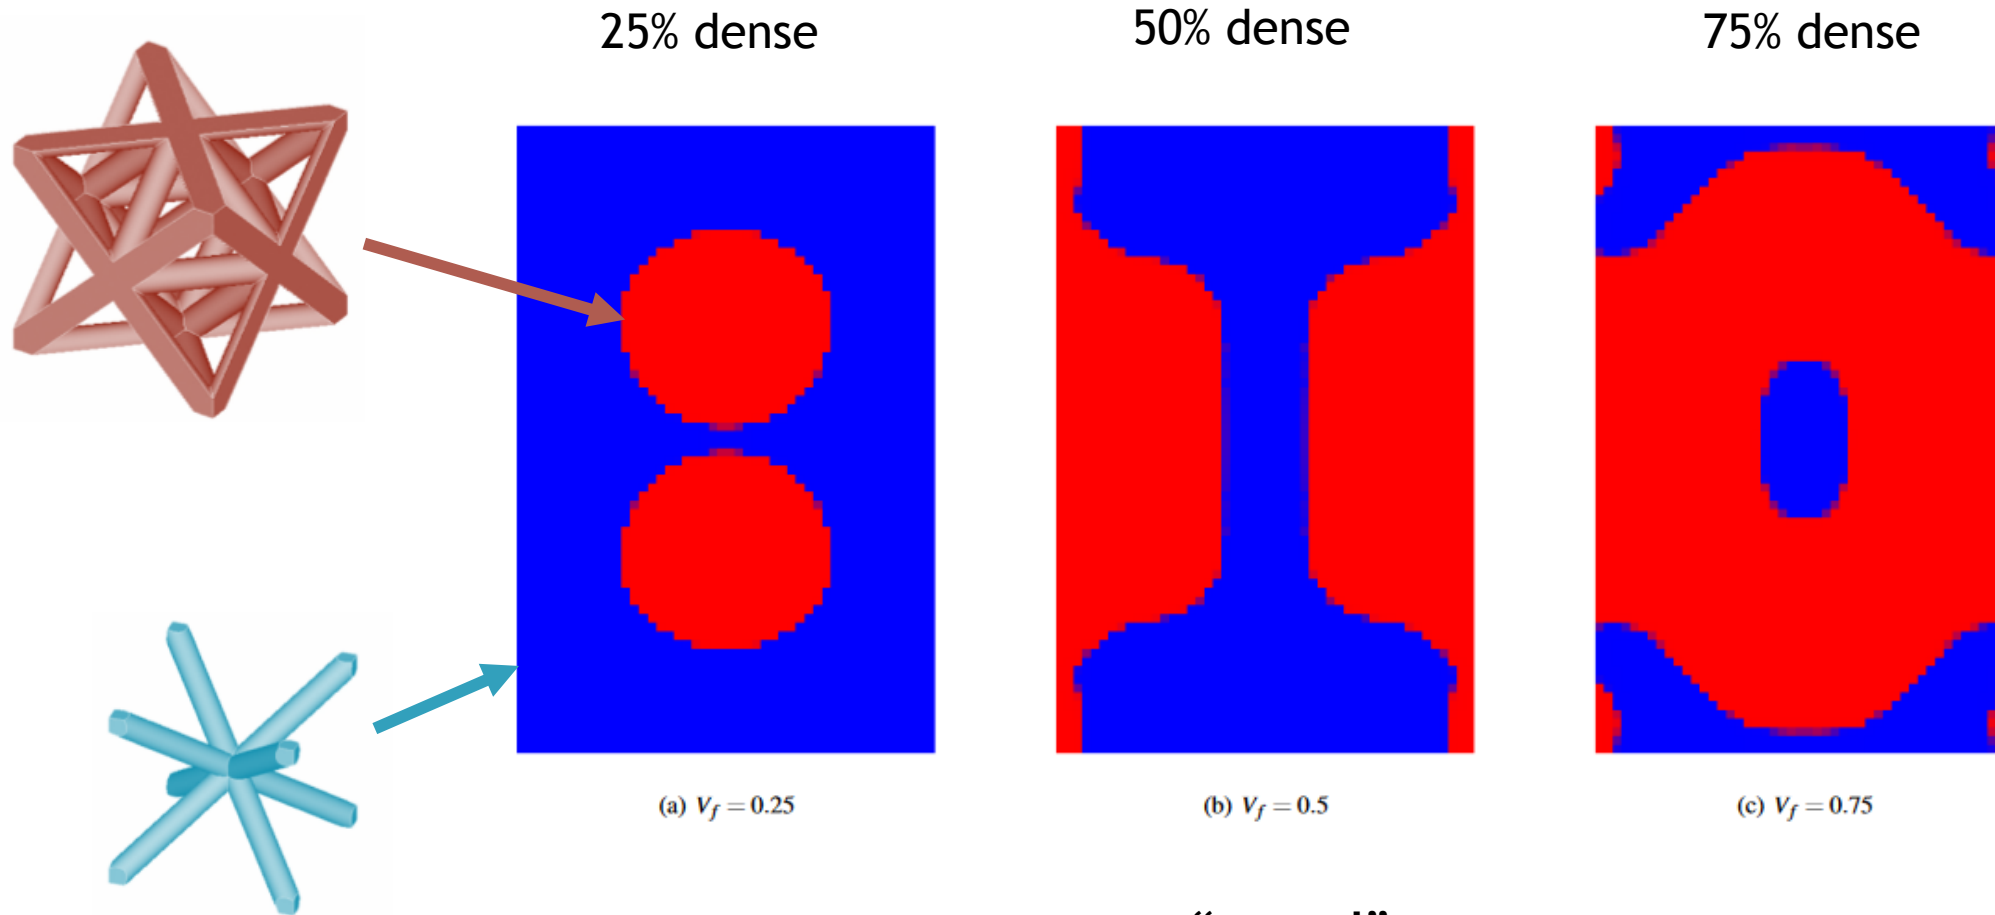 25% dense
50% dense
75% dense
(a) V_f = 0.25
(b) V_f = 0.5
(c) V_f = 0.75